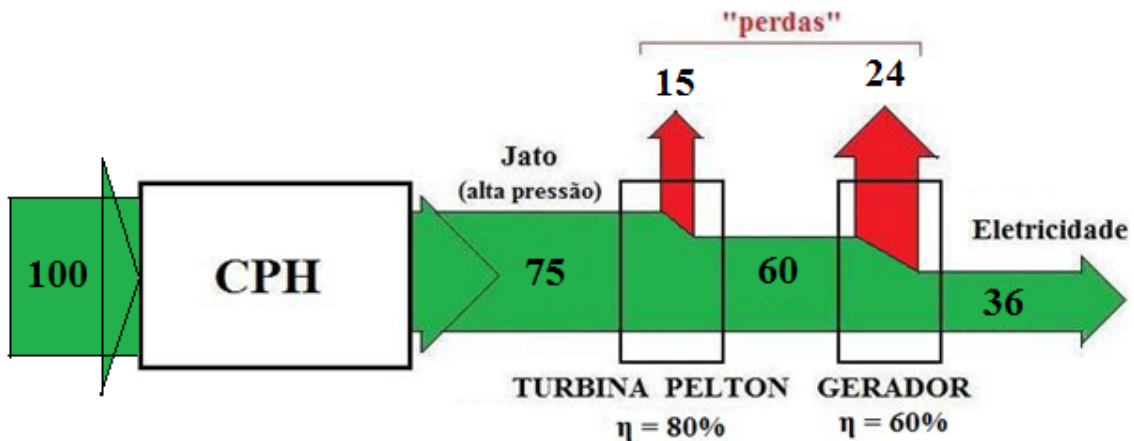 "perdas"
15
24
Jato
(alta pressão)
Eletricidade
100
CPH
75
60
36
TURBINA PELTON
η = 80%
GERADOR
η = 60%